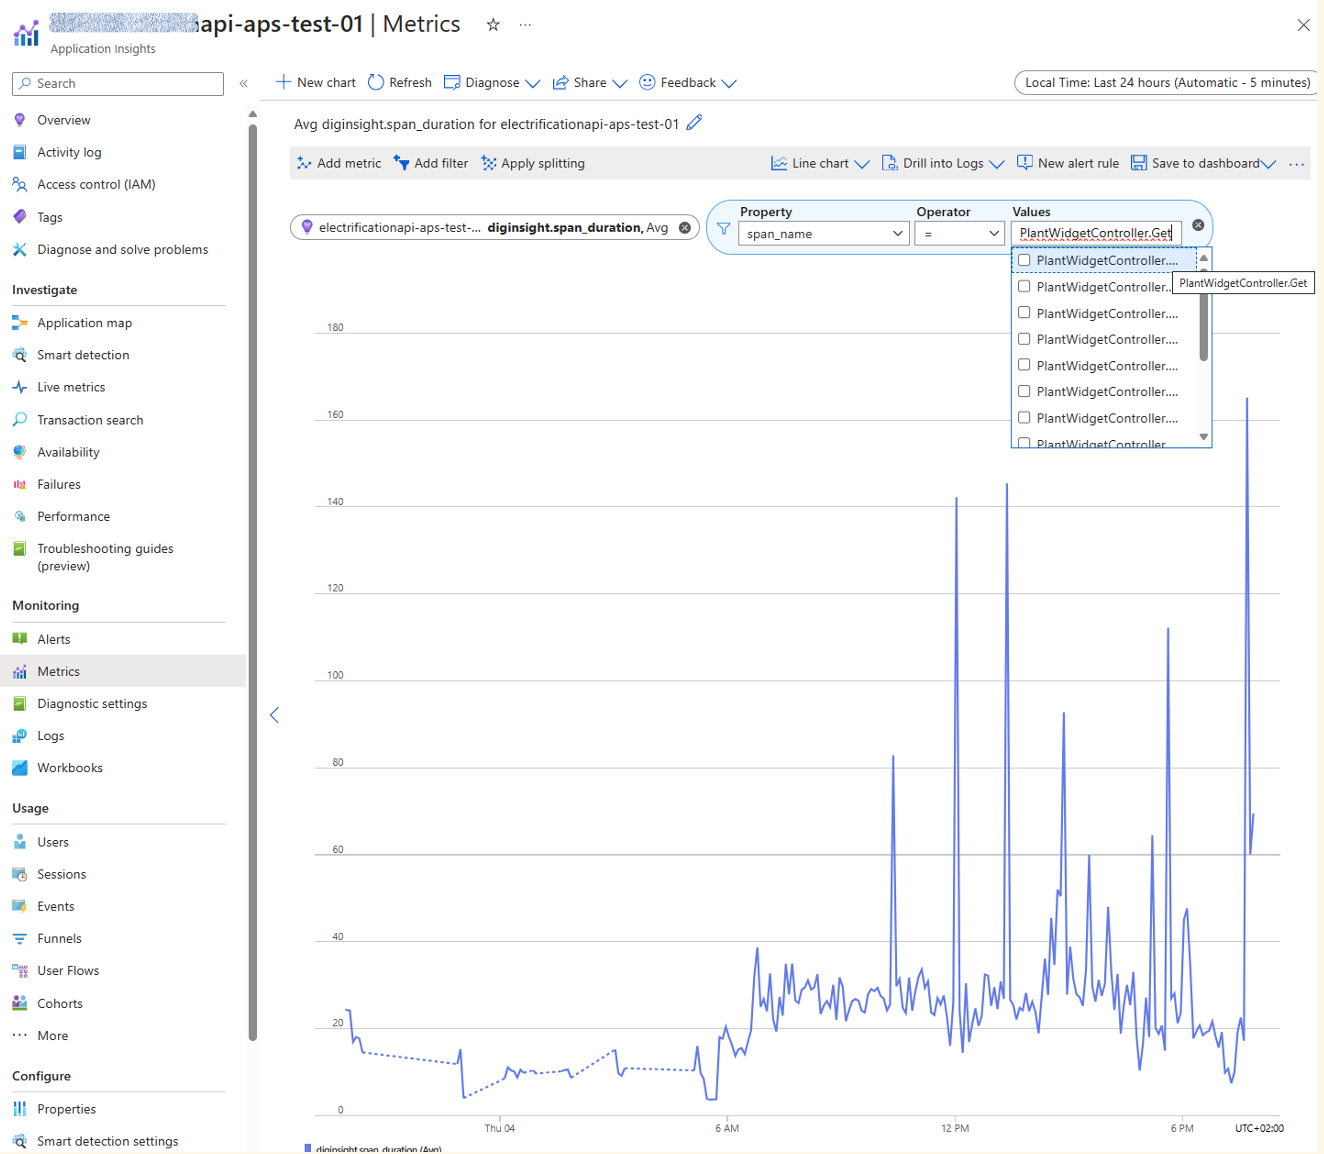 api-aps-test-01 | Metrics
Application Insights
Search
New chart Refresh Diagnose Share Feedback Local Time: Last 24 hours (Automatic - 5 minutes)
Overview
Activity log
Access control (IAM)
Tags
Diagnose and solve problems
Investigate
Application map
Smart detection
Live metrics
Transaction search
Availability
Failures
Performance
Troubleshooting guides
(preview)
Monitoring
Alerts
Metrics
Diagnostic settings
Logs
Workbooks
Usage
Users
Sessions
Events
Funnels
User Flows
Cohorts
More
Configure
Properties
Smart detection settings
Avg diginsight.span_duration for electrificationapi-aps-test-01
Add metric Add filter Apply splitting Line chart Drill into Logs New alert rule Save to dashboard
electrificationapi-aps-test-... diginsight.span_duration, Avg
Property Operator Values
span_name = PlantWidgetController.Get
PlantWidgetController....
PlantWidgetController...
PlantWidgetController.Get
PlantWidgetController....
PlantWidgetController....
PlantWidgetController....
PlantWidgetController....
PlantWidgetController....
PlantWidgetController
180
160
140
120
100
80
60
40
20
0
Thu 04 6 AM 12 PM 6 PM UTC+02:00
diginsight.span_duration (Avg)